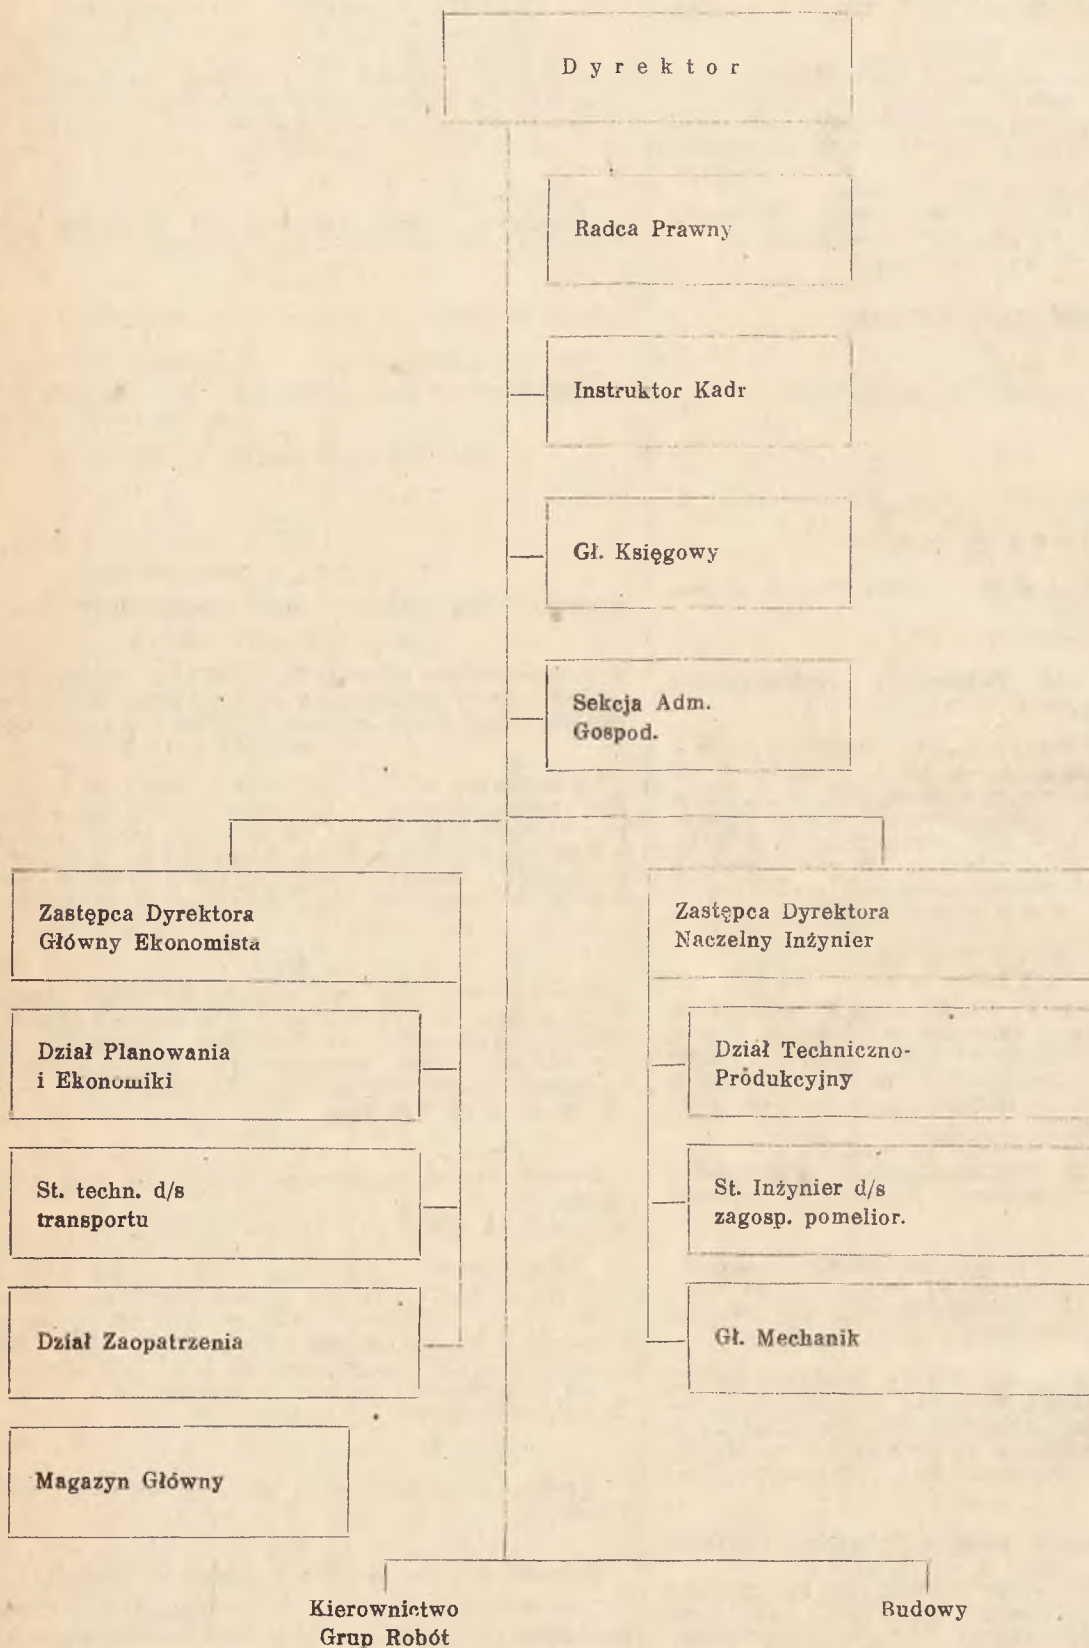 Dyrektor
Radca Prawny
Instruktor Kadr
Gł. Księgowy
Sekcja Adm.
Gospod.
Zastępca Dyrektora
Główny Ekonomista
Dział Planowania
i Ekonomiki
St. techn. d/s
transportu
Dział Zaopatrzenia
Magazyn Główny
Zastępca Dyrektora
Naczelny Inżynier
Dział Techniczno-
Produkcyjny
St. Inżynier d/s
zagosp. pomelior.
Gł. Mechanik
Kierownictwo
Grup Robót
Budowy